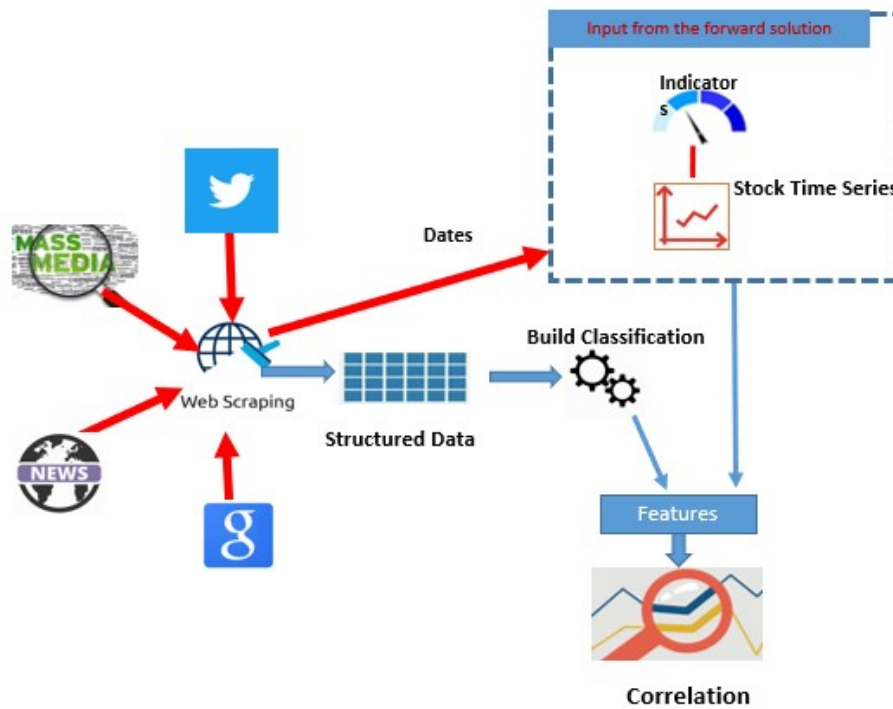 Input from the forward solution
Indicator
s
Stock Time Series
Dates
MASS
MEDIA
Build Classification
Web Scraping
Structured Data
NEWS
Features
g
Correlation